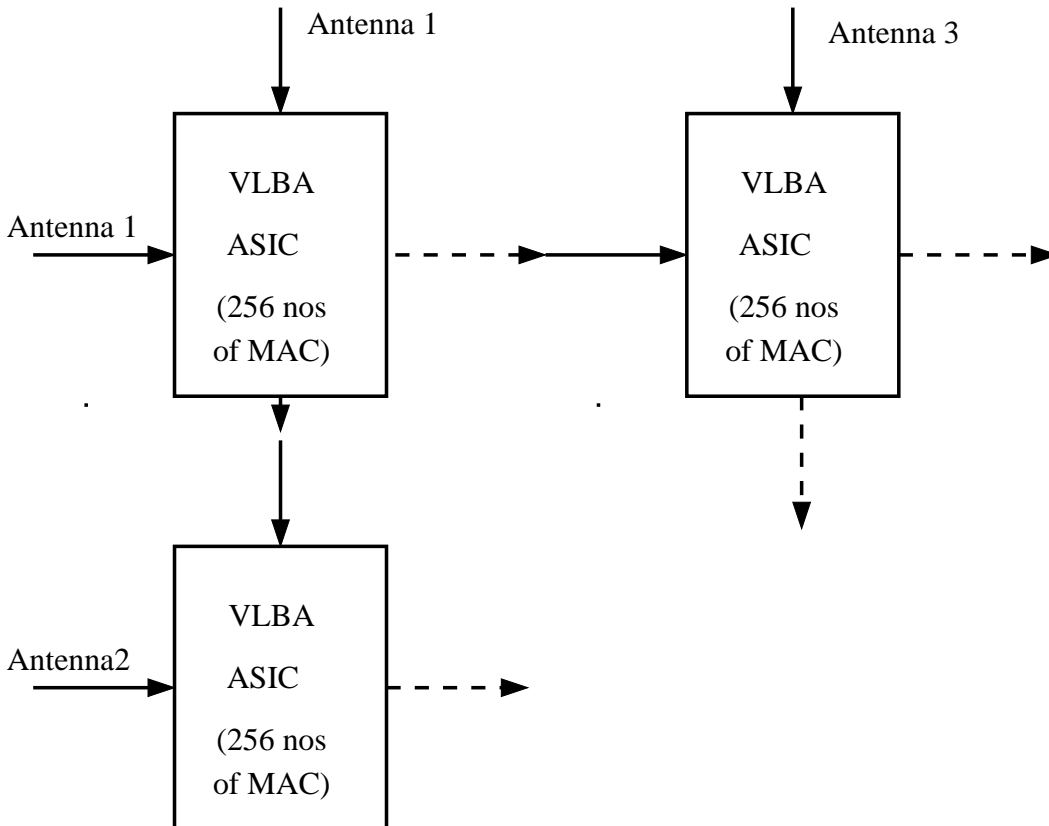 Antenna 1
Antenna 3
Antenna 1
VLBA
ASIC
(256 nos
of MAC)
VLBA
ASIC
(256 nos
of MAC)
Antenna2
VLBA
ASIC
(256 nos
of MAC)